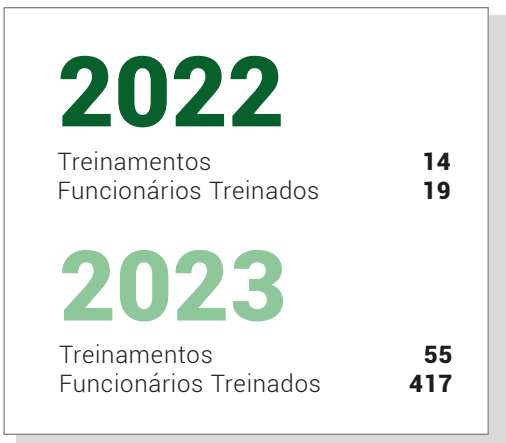 2022
Treinamentos 14
Funcionários Treinados 19
2023
Treinamentos 55
Funcionários Treinados 417